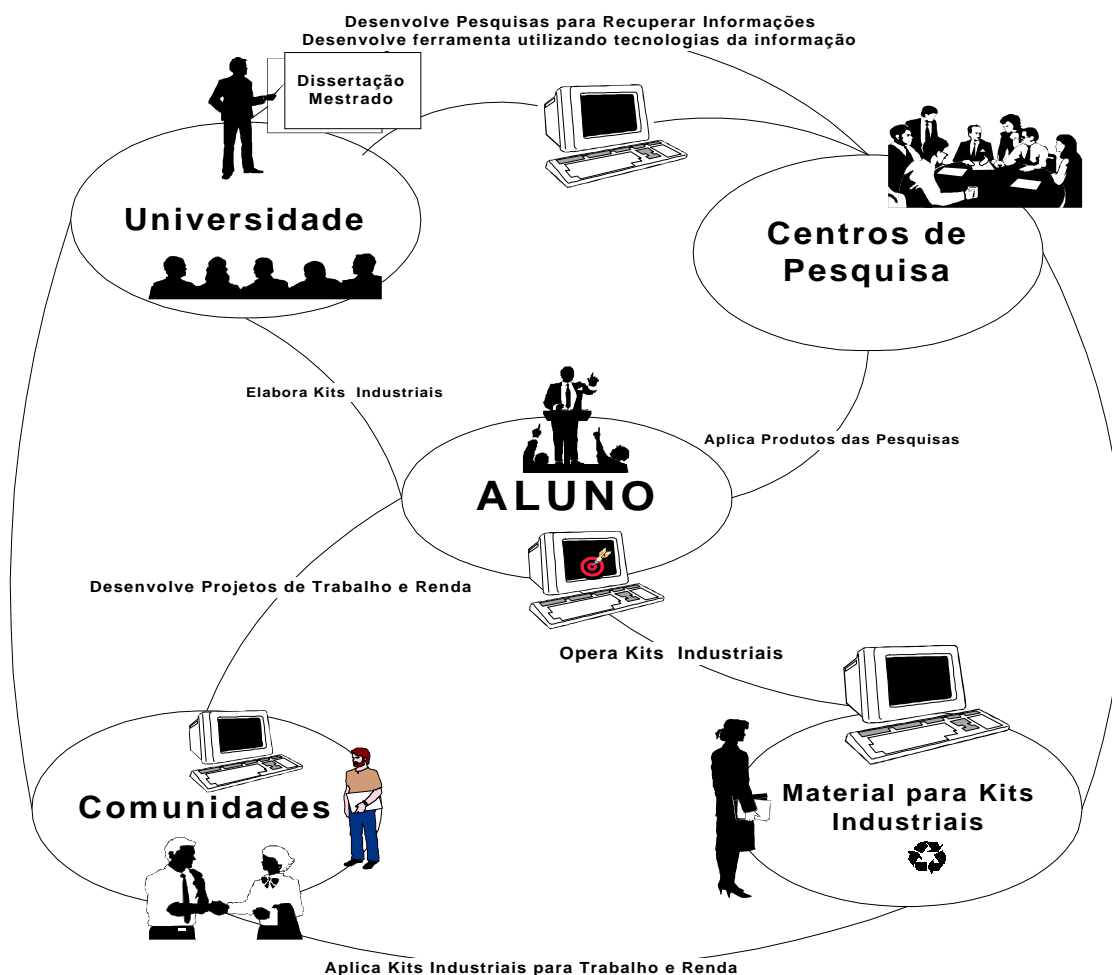 Desenvolve Pesquisas para Recuperar Informações
Desenvolve ferramenta utilizando tecnologias da informação
Dissertação
Mestrado
Universidade
Centros de
Pesquisa
Elabora Kits Industriais
Aplica Produtos das Pesquisas
ALUNO
Desenvolve Projetos de Trabalho e Renda
Opera Kits Industriais
Comunidades
Material para Kits
Industriais
Aplica Kits Industriais para Trabalho e Renda